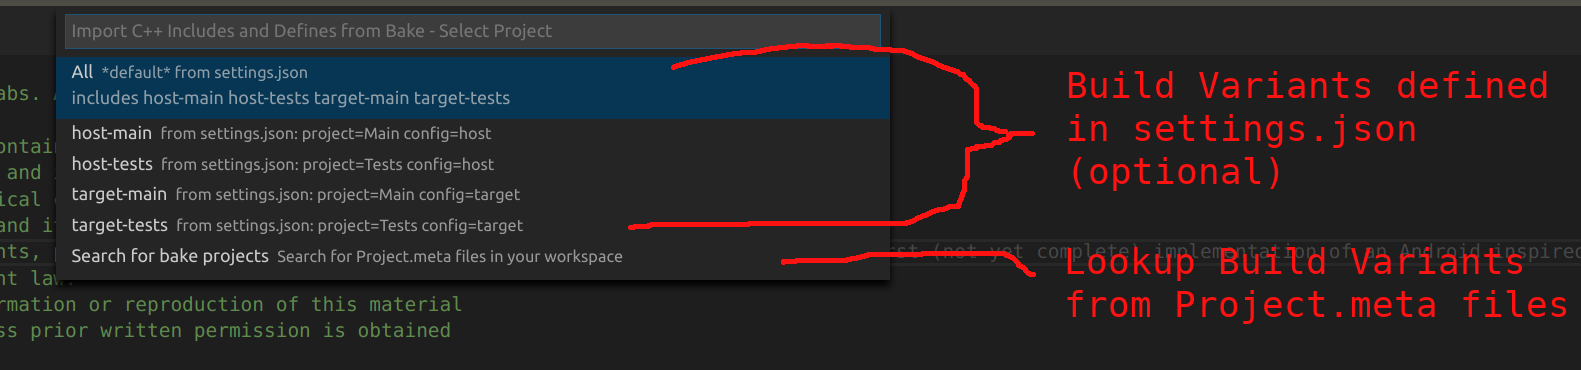 Import C++ Includes and Defines from Bake - Select Project
All *default* from settings.json
includes host-main host-tests target-main target-tests
host-main from settings.json: project=Main config=host
host-tests from settings.json: project=Tests config=host
target-main from settings.json: project=Main config=target
target-tests from settings.json: project=Tests config=target
Search for bake projects Search for Project.meta files in your workspace
Build Variants defined
in settings.json
(optional)
Lookup Build Variants
from Project.meta files
abs.
and
ical
and i
nts, (not yet complete) implementation of an Android inspired
nt law.
rmation or reproduction of this material
ss prior written permission is obtained